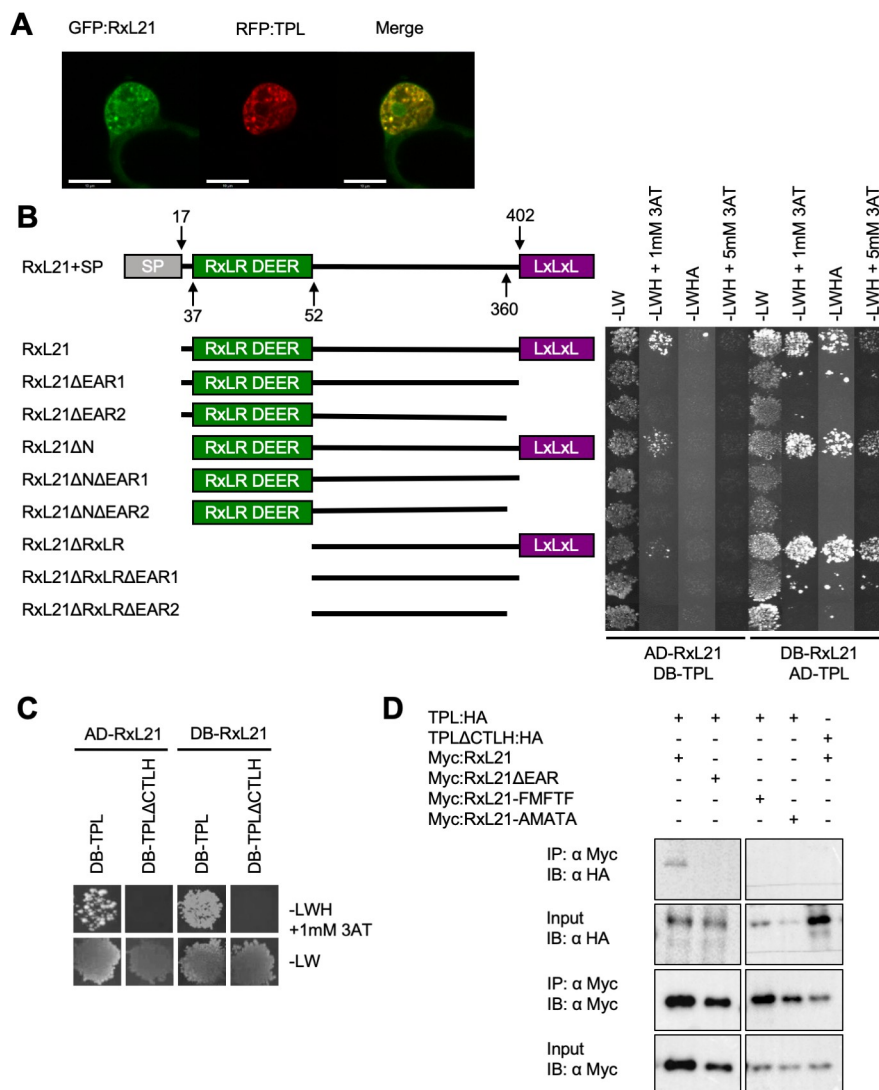 A
GFP:RxL21 RFP:TPL Merge
B
17 402
RxL21+SP SP RxLR DEER LxLxL
37 52 360
-LW -LWH + 1mM 3AT -LWHA -LWH + 5mM 3AT -LW -LWH + 1mM 3AT -LWHA -LWH + 5mM 3AT
RxL21 RxLR DEER LxLxL
RxL21ΔEAR1 RxLR DEER
RxL21ΔEAR2 RxLR DEER
RxL21ΔN RxLR DEER LxLxL
RxL21ΔNΔEAR1 RxLR DEER
RxL21ΔNΔEAR2 RxLR DEER
RxL21ΔRxLR LxLxL
RxL21ΔRxLRΔEAR1
RxL21ΔRxLRΔEAR2
AD-RxL21 DB-RxL21
DB-TPL AD-TPL
C
AD-RxL21 DB-RxL21
DB-TPL DB-TPLΔCTLH DB-TPL DB-TPLΔCTLH
-LWH
+1mM 3AT
-LW
D
TPL:HA + + + + -
TPLΔCTLH:HA - - - - +
Myc:RxL21 + - - - +
Myc:RxL21ΔEAR - + - - -
Myc:RxL21-FMFTF - - + - -
Myc:RxL21-AMATA - - - + -
IP: α Myc
IB: α HA
Input
IB: α HA
IP: α Myc
IB: α Myc
Input
IB: α Myc